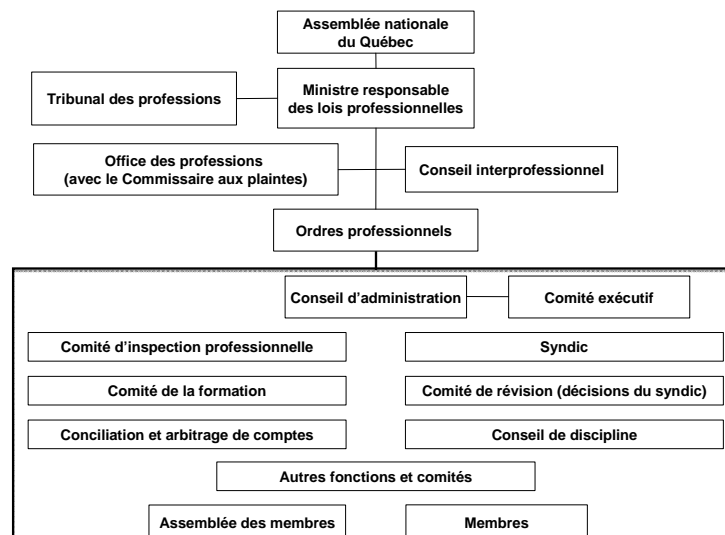 Assemblée nationale
du Québec
Tribunal des professions
Ministre responsable
des lois professionnelles
Office des professions
(avec le Commissaire aux plaintes)
Conseil interprofessionnel
Ordres professionnels
Conseil d'administration
Comité exécutif
Comité d'inspection professionnelle
Syndic
Comité de la formation
Comité de révision (décisions du syndic)
Conciliation et arbitrage de comptes
Conseil de discipline
Autres fonctions et comités
Assemblée des membres
Membres